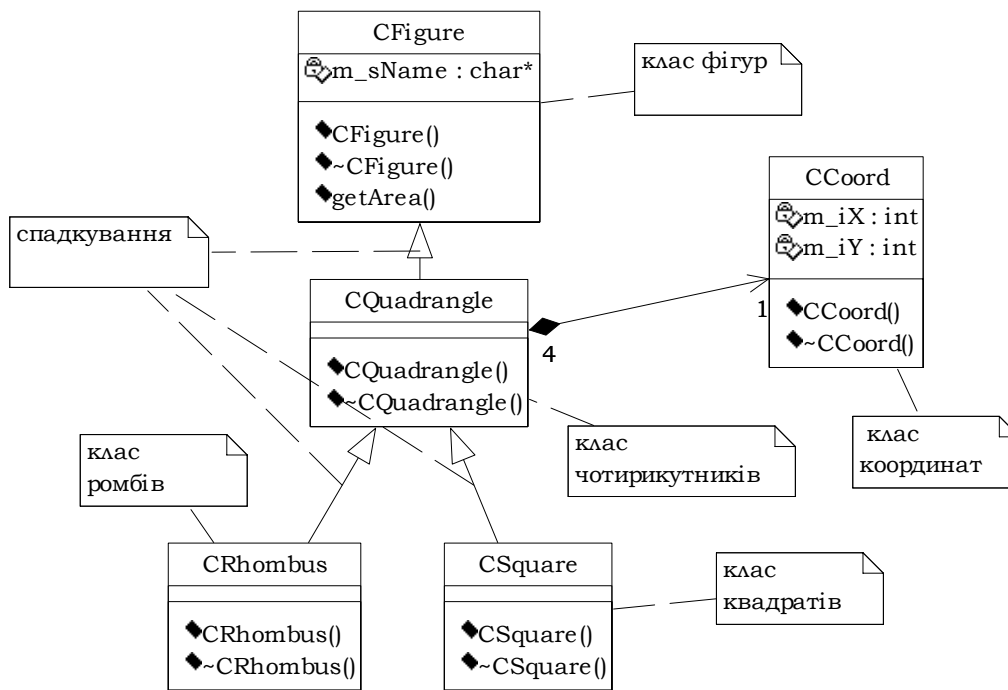 CFigure
m_sName : char*
CFigure()
~CFigure()
getArea()
клас фігур
CCoord
m_iX : int
m_iY : int
CCoord()
~CCoord()
спадкування
CQuadrangle
CQuadrangle()
~CQuadrangle()
4
1
клас
ромбів
клас
чотирикутників
клас
координат
CRhombus
CRhombus()
~CRhombus()
CSquare
CSquare()
~CSquare()
клас
квадратів